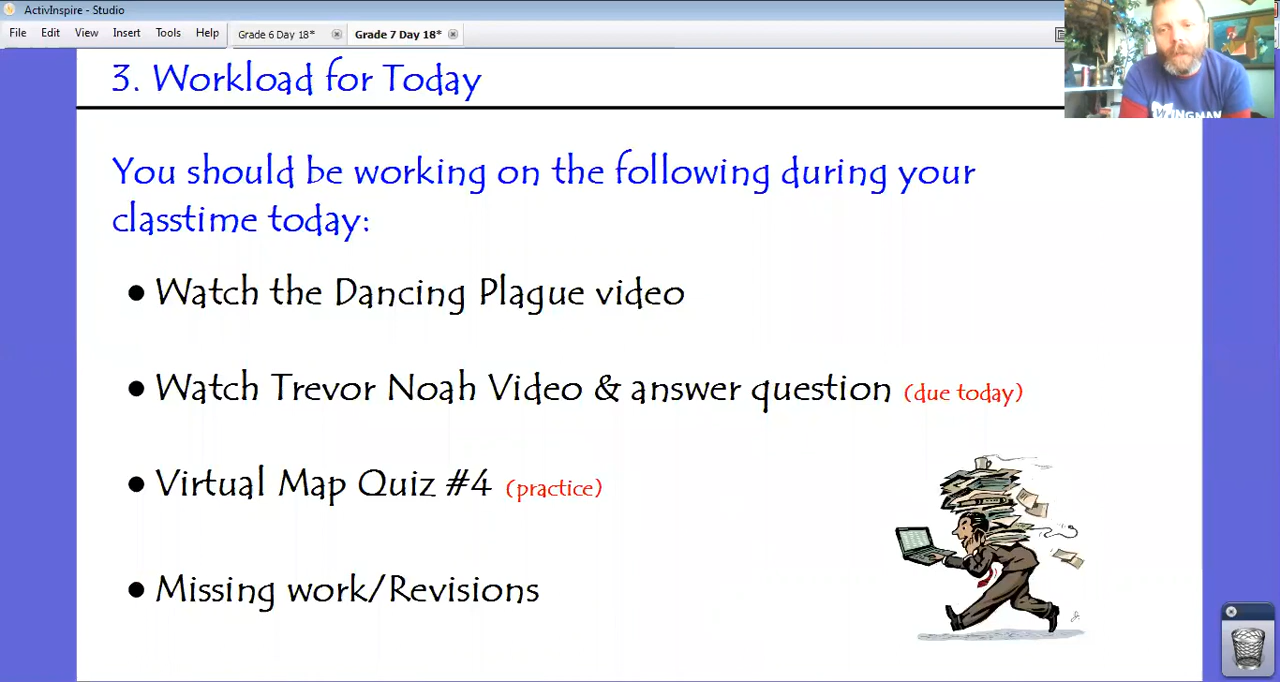 ActivInspire - Studio
File Edit View Insert Tools Help
Grade 6 Day 18* Grade 7 Day 18*
3. Workload for Today
You should be working on the following during your
classtime today:
• Watch the Dancing Plague video
• Watch Trevor Noah Video & answer question (due today)
• Virtual Map Quiz #4 (practice)
• Missing work/Revisions
WINGMAN